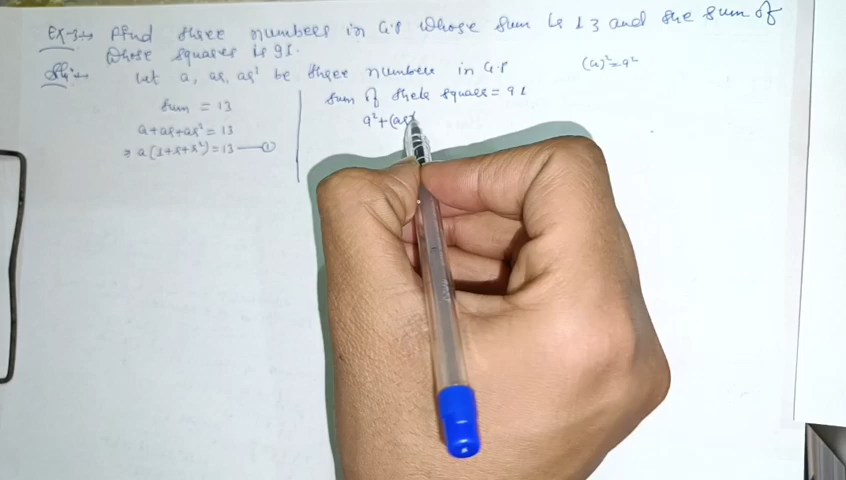 Ex-3→ Find three numbers in G.P whose sum is 13 and the sum of
whose squares is 91.
Solⁿ:→ Let a, ar, ar² be three numbers in G.P
(a)² = a²
sum = 13
a+ar+ar² = 13
⇒ a(1+r+r²) = 13 —①
sum of their squares = 91
a²+(ar)